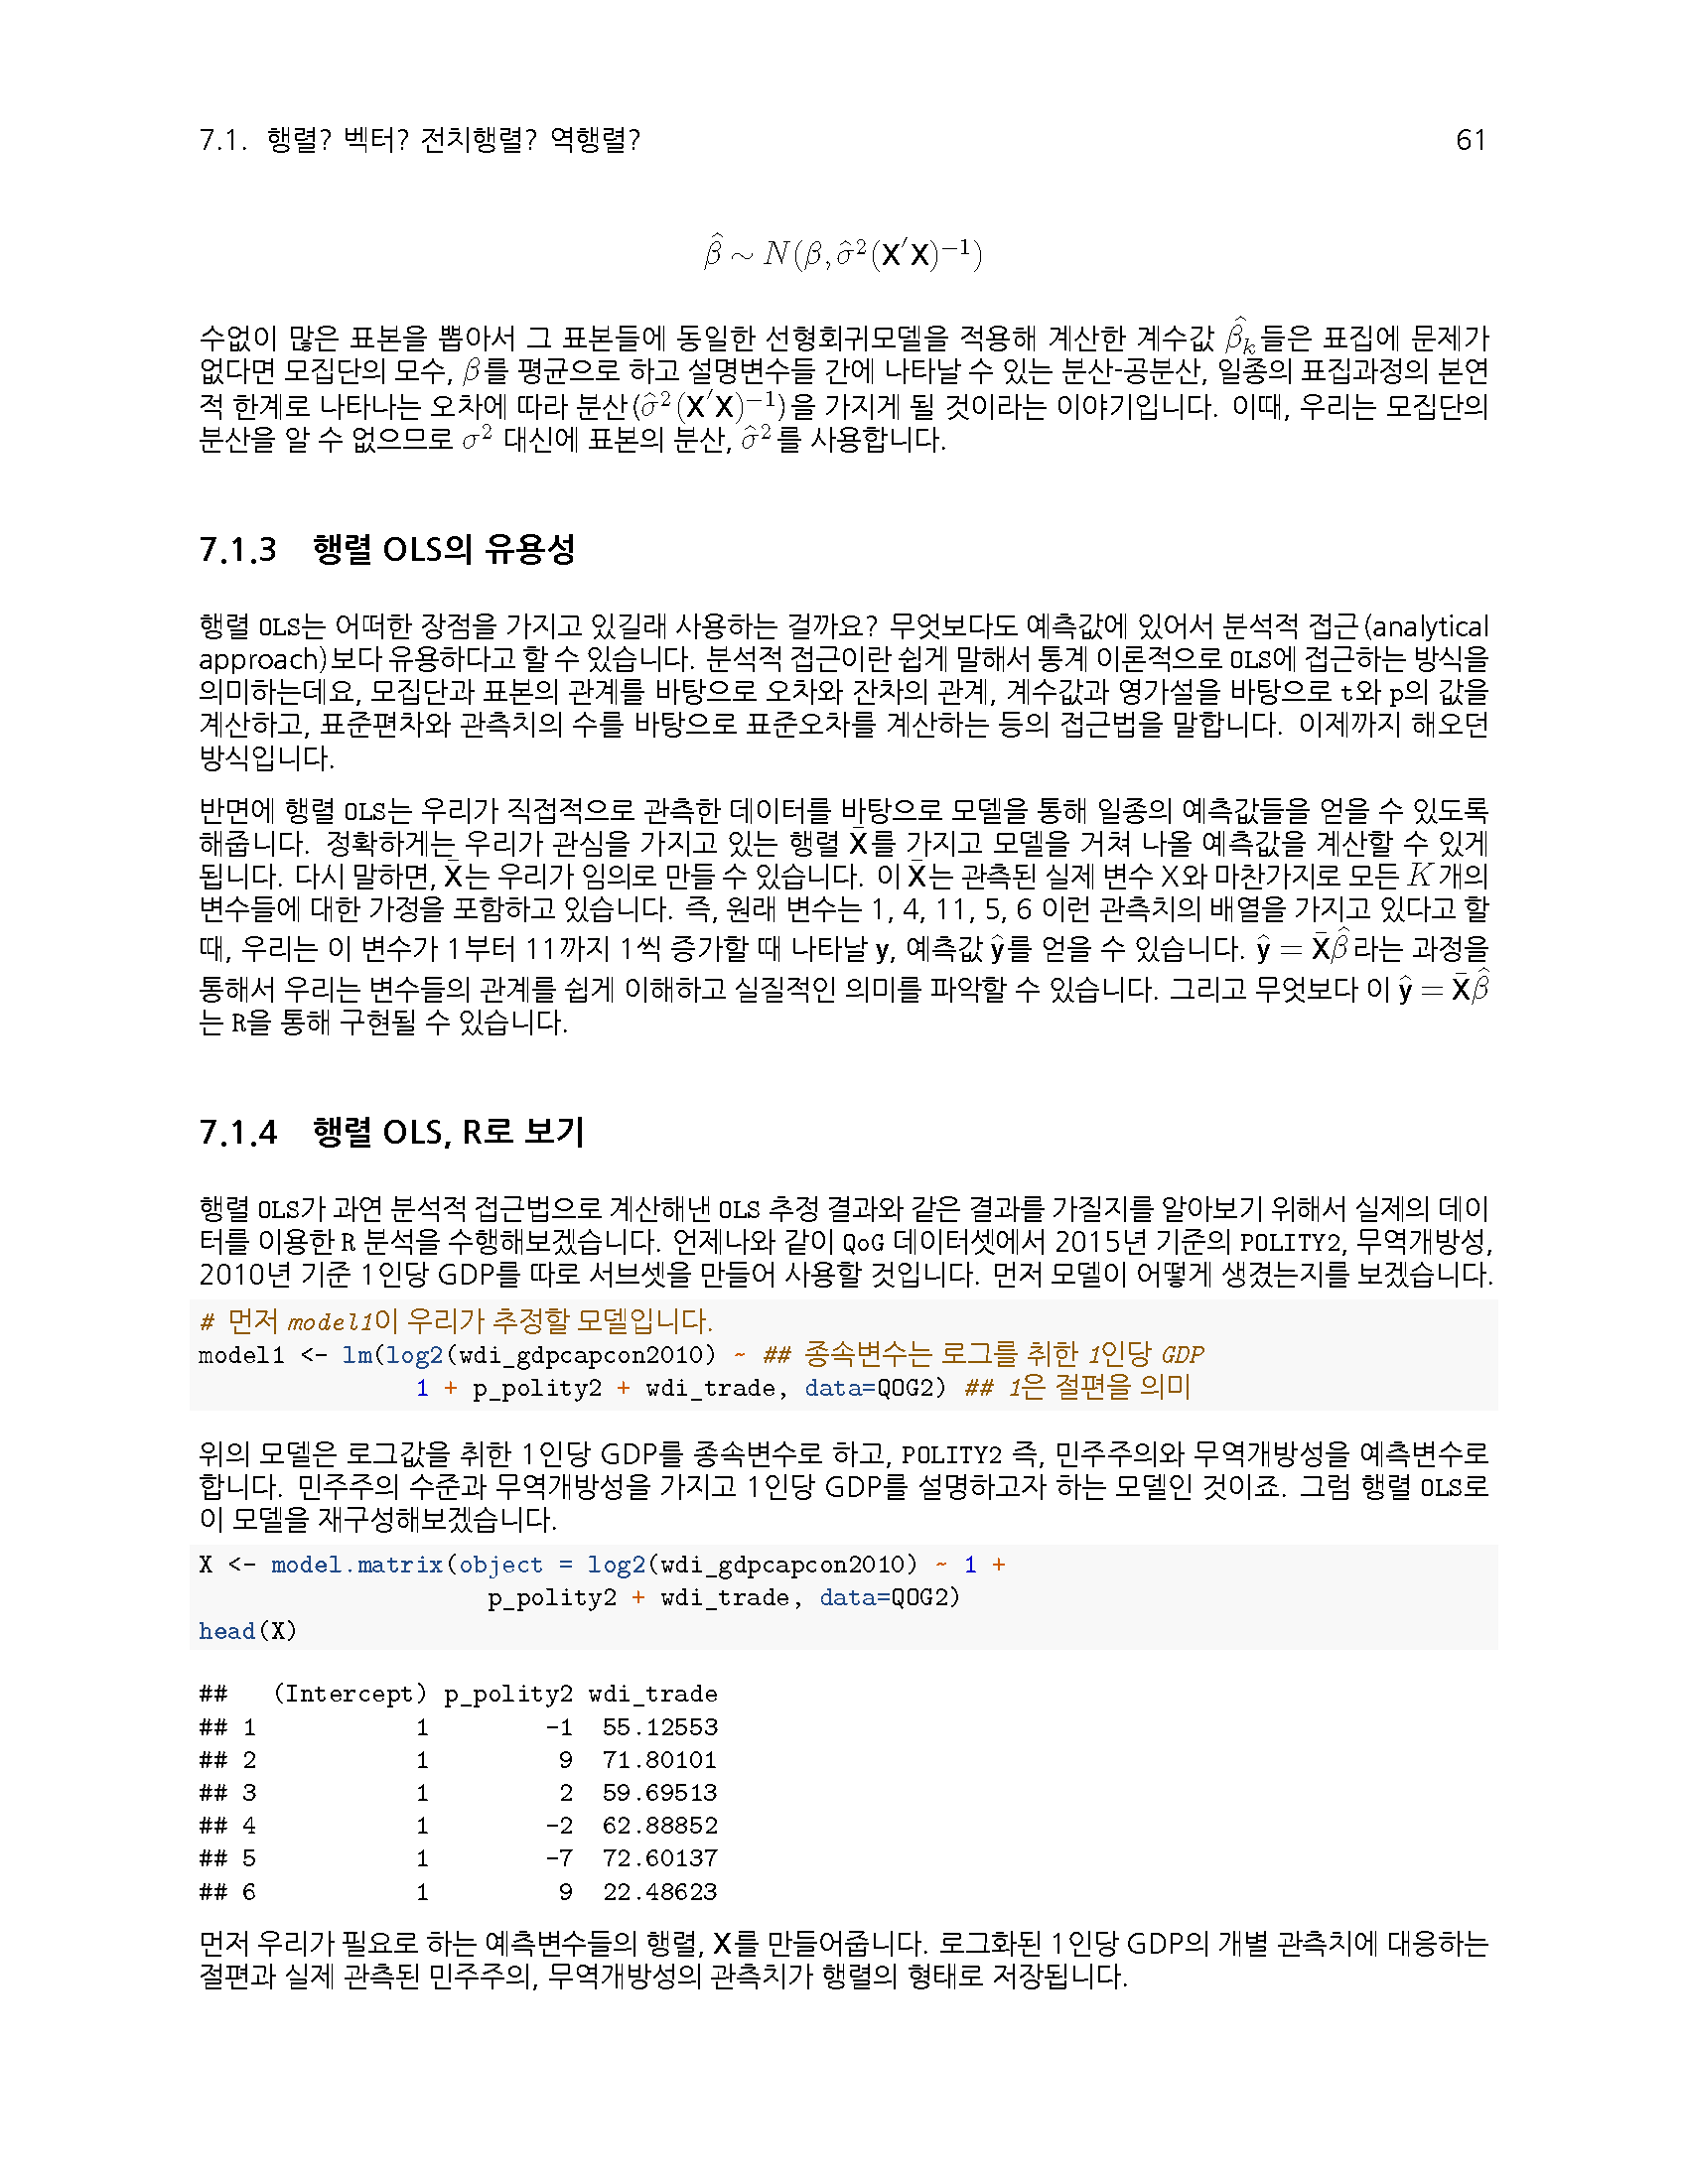 7.1. 행렬? 벡터? 전치행렬? 역행렬? 61
β̂ ∼ N(β, σ̂²(X′X)⁻¹)
수없이 많은 표본을 뽑아서 그 표본들에 동일한 선형회귀모델을 적용해 계산한 계수값 β̂ₖ들은 표집에 문제가
없다면 모집단의 모수, β를 평균으로 하고 설명변수들 간에 나타날 수 있는 분산-공분산, 일종의 표집과정의 본연
적 한계로 나타나는 오차에 따라 분산(σ̂²(X′X)⁻¹)을 가지게 될 것이라는 이야기입니다. 이때, 우리는 모집단의
분산을 알 수 없으므로 σ² 대신에 표본의 분산, σ̂²를 사용합니다.
7.1.3 행렬 OLS의 유용성
행렬 OLS는 어떠한 장점을 가지고 있길래 사용하는 걸까요? 무엇보다도 예측값에 있어서 분석적 접근(analytical
approach)보다 유용하다고 할 수 있습니다. 분석적 접근이란 쉽게 말해서 통계 이론적으로 OLS에 접근하는 방식을
의미하는데요, 모집단과 표본의 관계를 바탕으로 오차와 잔차의 관계, 계수값과 영가설을 바탕으로 t와 p의 값을
계산하고, 표준편차와 관측치의 수를 바탕으로 표준오차를 계산하는 등의 접근법을 말합니다. 이제까지 해오던
방식입니다.
반면에 행렬 OLS는 우리가 직접적으로 관측한 데이터를 바탕으로 모델을 통해 일종의 예측값들을 얻을 수 있도록
해줍니다. 정확하게는 우리가 관심을 가지고 있는 행렬 X̄를 가지고 모델을 거쳐 나올 예측값을 계산할 수 있게
됩니다. 다시 말하면, X̄는 우리가 임의로 만들 수 있습니다. 이 X̄는 관측된 실제 변수 X와 마찬가지로 모든 K개의
변수들에 대한 가정을 포함하고 있습니다. 즉, 원래 변수는 1, 4, 11, 5, 6 이런 관측치의 배열을 가지고 있다고 할
때, 우리는 이 변수가 1부터 11까지 1씩 증가할 때 나타날 y, 예측값 ŷ를 얻을 수 있습니다. ŷ = X̄β̂라는 과정을
통해서 우리는 변수들의 관계를 쉽게 이해하고 실질적인 의미를 파악할 수 있습니다. 그리고 무엇보다 이 ŷ = X̄β̂
는 R을 통해 구현될 수 있습니다.
7.1.4 행렬 OLS, R로 보기
행렬 OLS가 과연 분석적 접근법으로 계산해낸 OLS 추정 결과와 같은 결과를 가질지를 알아보기 위해서 실제의 데이
터를 이용한 R 분석을 수행해보겠습니다. 언제나와 같이 QoG 데이터셋에서 2015년 기준의 POLITY2, 무역개방성,
2010년 기준 1인당 GDP를 따로 서브셋을 만들어 사용할 것입니다. 먼저 모델이 어떻게 생겼는지를 보겠습니다.
# 먼저 model1이 우리가 추정할 모델입니다.
model1 <- lm(log2(wdi_gdpcapcon2010) ~ ## 종속변수는 로그를 취한 1인당 GDP
1 + p_polity2 + wdi_trade, data=QOG2) ## 1은 절편을 의미
위의 모델은 로그값을 취한 1인당 GDP를 종속변수로 하고, POLITY2 즉, 민주주의와 무역개방성을 예측변수로
합니다. 민주주의 수준과 무역개방성을 가지고 1인당 GDP를 설명하고자 하는 모델인 것이죠. 그럼 행렬 OLS로
이 모델을 재구성해보겠습니다.
X <- model.matrix(object = log2(wdi_gdpcapcon2010) ~ 1 +
p_polity2 + wdi_trade, data=QOG2)
head(X)
## (Intercept) p_polity2 wdi_trade
## 1 1 -1 55.12553
## 2 1 9 71.80101
## 3 1 2 59.69513
## 4 1 -2 62.88852
## 5 1 -7 72.60137
## 6 1 9 22.48623
먼저 우리가 필요로 하는 예측변수들의 행렬, X를 만들어줍니다. 로그화된 1인당 GDP의 개별 관측치에 대응하는
절편과 실제 관측된 민주주의, 무역개방성의 관측치가 행렬의 형태로 저장됩니다.